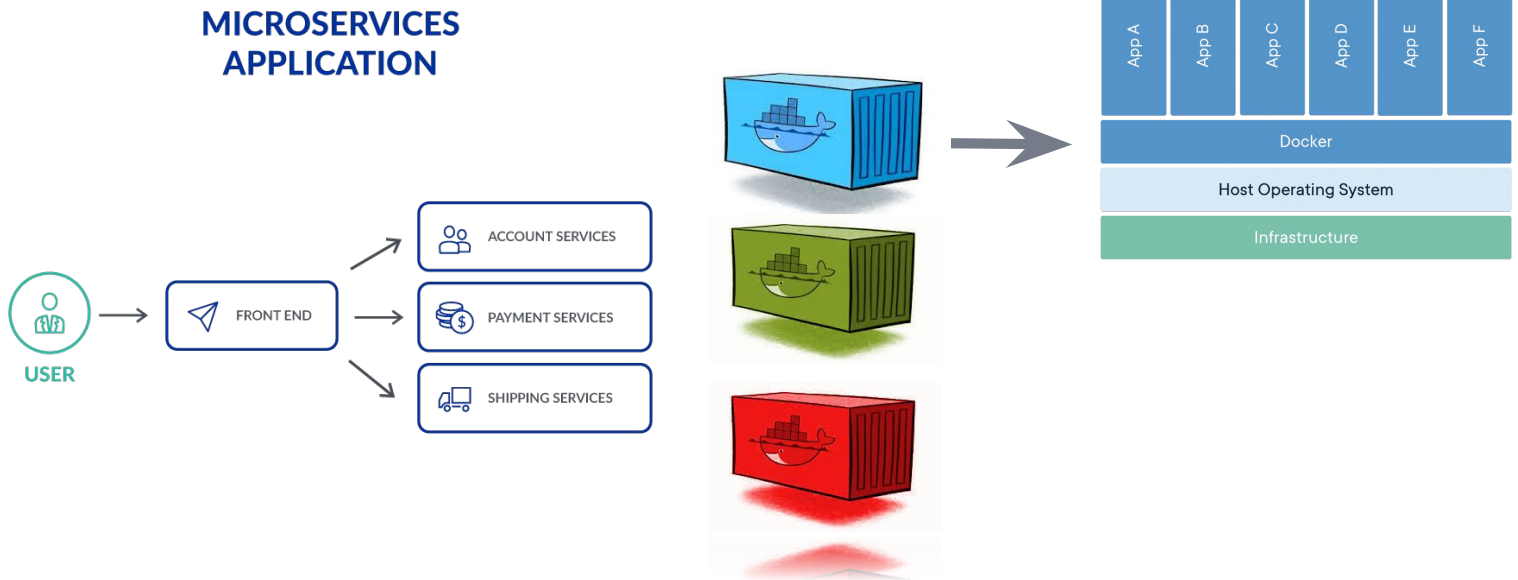 MICROSERVICES
APPLICATION
USER
FRONT END
ACCOUNT SERVICES
PAYMENT SERVICES
$
SHIPPING SERVICES
App A
App B
App C
App D
App E
App F
Docker
Host Operating System
Infrastructure